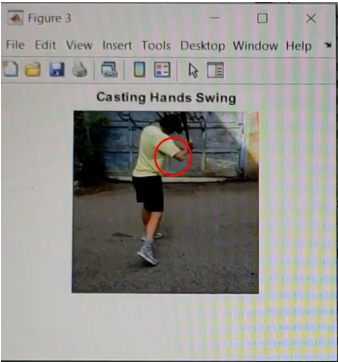 Figure 3
File Edit View Insert Tools Desktop Window Help
Casting Hands Swing